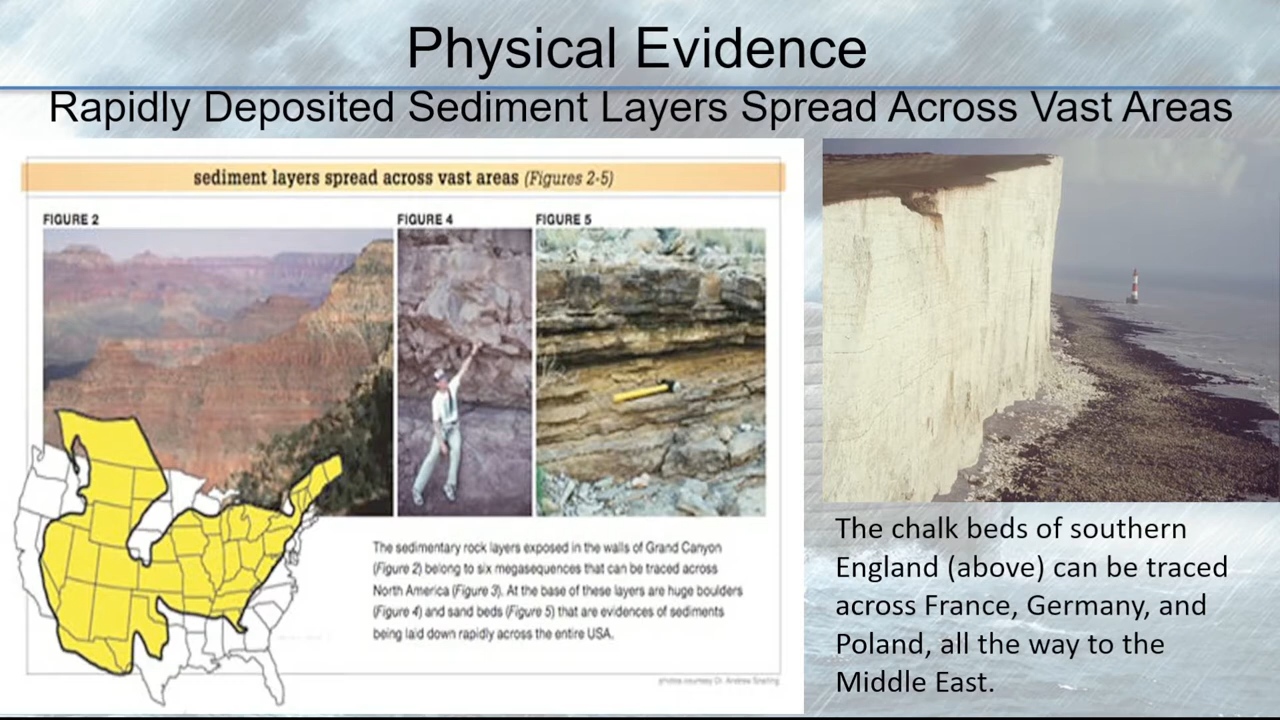 Physical Evidence
Rapidly Deposited Sediment Layers Spread Across Vast Areas
sediment layers spread across vast areas (Figures 2-5)
FIGURE 2
FIGURE 4
FIGURE 5
The sedimentary rock layers exposed in the walls of Grand Canyon
(Figure 2) belong to six megasequences that can be traced across
North America (Figure 3). At the base of these layers are huge boulders
(Figure 4) and sand beds (Figure 5) that are evidences of sediments
being laid down rapidly across the entire USA.
photos courtesy Dr. Andrew Snelling
The chalk beds of southern
England (above) can be traced
across France, Germany, and
Poland, all the way to the
Middle East.